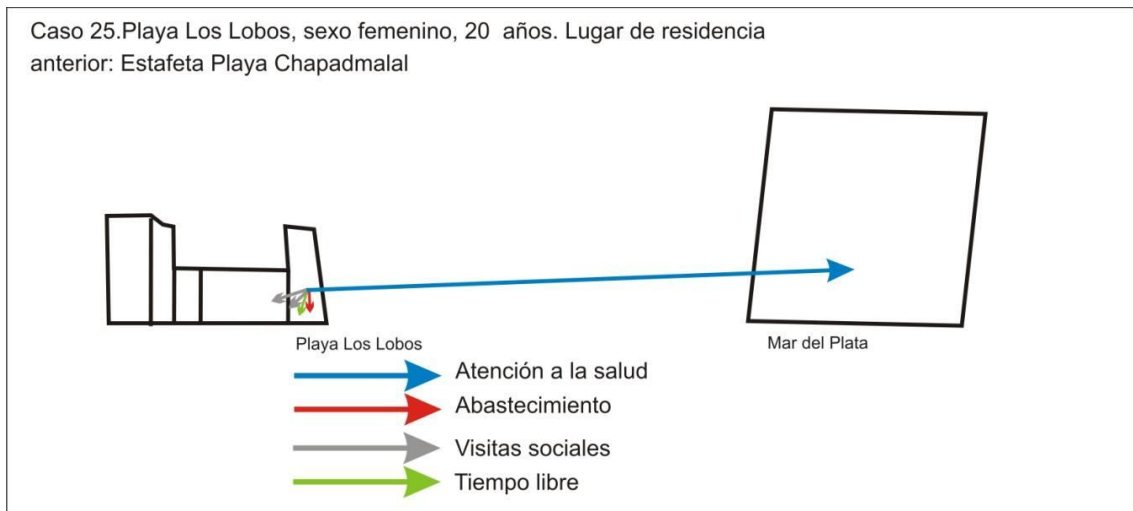 Caso 25.Playa Los Lobos, sexo femenino, 20 años. Lugar de residencia
anterior: Estafeta Playa Chapadmalal
Playa Los Lobos
Mar del Plata
Atención a la salud
Abastecimiento
Visitas sociales
Tiempo libre